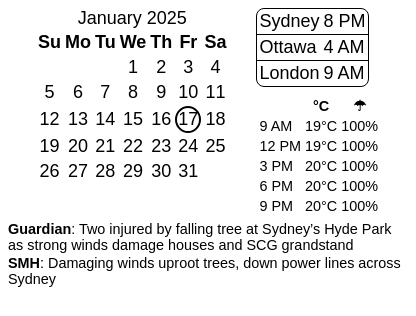 January 2025
Su Mo Tu We Th Fr Sa
1 2 3 4
5 6 7 8 9 10 11
12 13 14 15 16 17 18
19 20 21 22 23 24 25
26 27 28 29 30 31
Sydney 8 PM
Ottawa 4 AM
London 9 AM
°C ☂
9 AM 19°C 100%
12 PM 19°C 100%
3 PM 20°C 100%
6 PM 20°C 100%
9 PM 20°C 100%
Guardian: Two injured by falling tree at Sydney's Hyde Park
as strong winds damage houses and SCG grandstand
SMH: Damaging winds uproot trees, down power lines across
Sydney